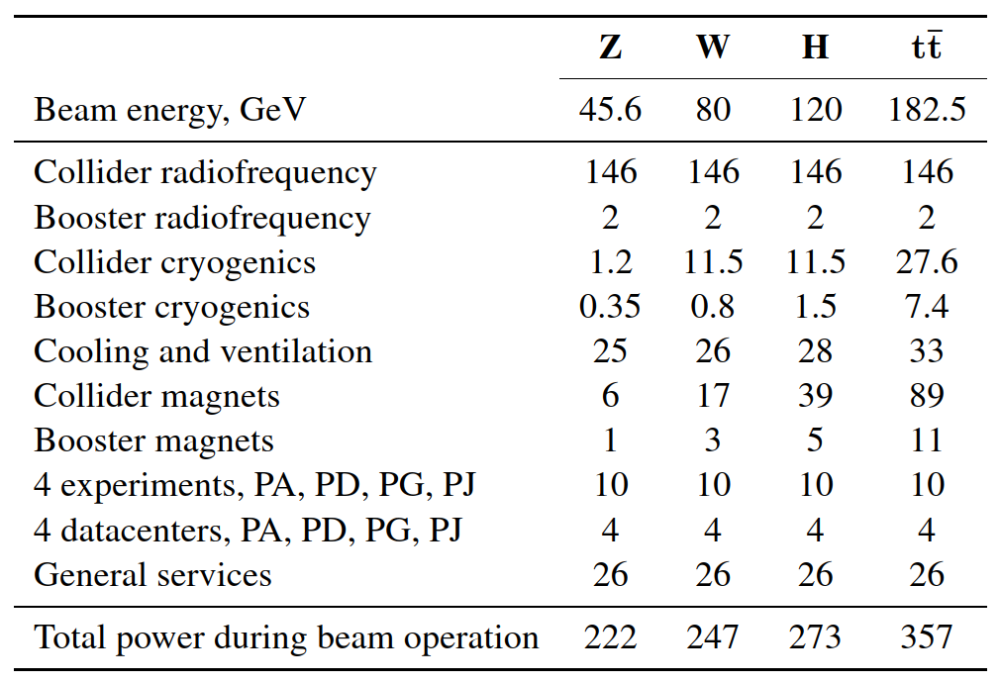 Z W H tt̄
Beam energy, GeV 45.6 80 120 182.5
Collider radiofrequency 146 146 146 146
Booster radiofrequency 2 2 2 2
Collider cryogenics 1.2 11.5 11.5 27.6
Booster cryogenics 0.35 0.8 1.5 7.4
Cooling and ventilation 25 26 28 33
Collider magnets 6 17 39 89
Booster magnets 1 3 5 11
4 experiments, PA, PD, PG, PJ 10 10 10 10
4 datacenters, PA, PD, PG, PJ 4 4 4 4
General services 26 26 26 26
Total power during beam operation 222 247 273 357